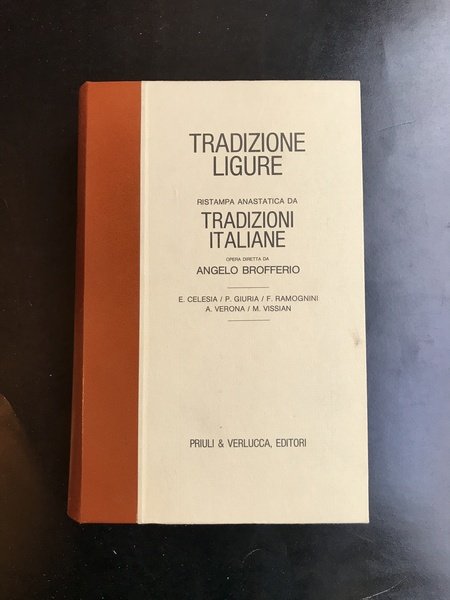 TRADIZIONE
LIGURE
RISTAMPA ANASTATICA DA
TRADIZIONI
ITALIANE
OPERA DIRETTA DA
ANGELO BROFFERIO
E. CELESIA / P. GIURIA / F. RAMOGNINI
A. VERONA / M. VISSIAN
PRIULI & VERLUCCA, EDITORI